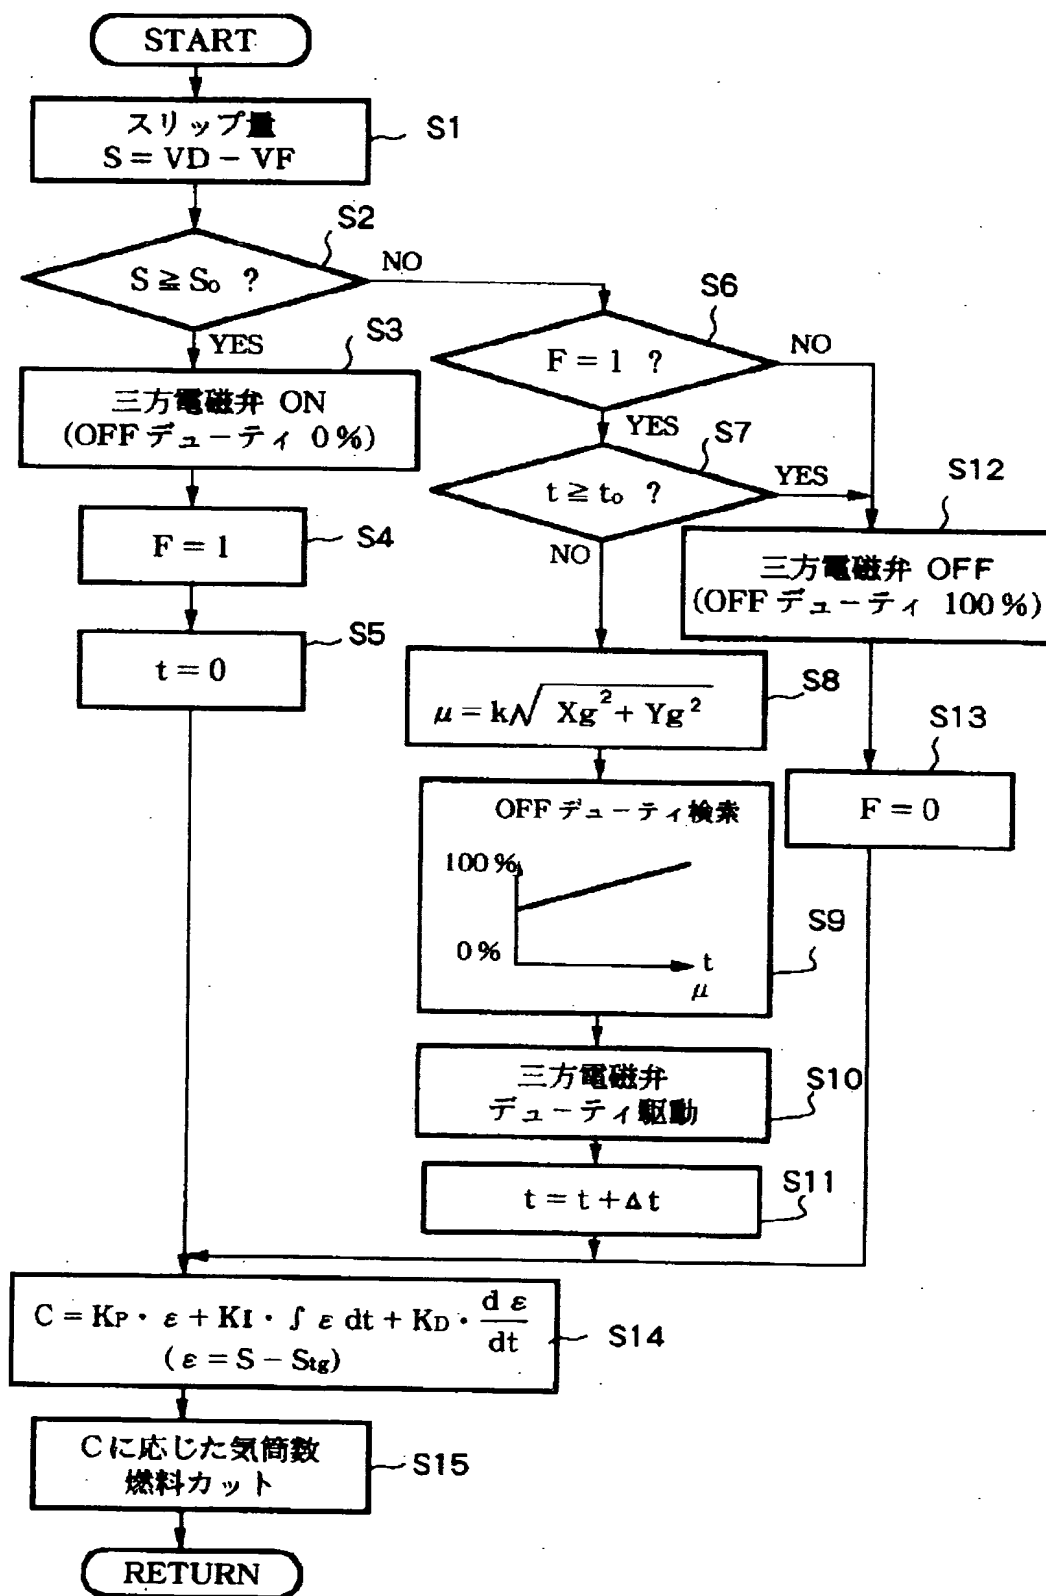 START
スリップ量
S = VD − VF
S1
S ≧ S₀ ?
S2
NO
YES
三方電磁弁 ON
(OFF デューティ 0%)
S3
F = 1
S4
t = 0
S5
F = 1 ?
S6
NO
YES
t ≧ t₀ ?
S7
YES
NO
三方電磁弁 OFF
(OFF デューティ 100%)
S12
F = 0
S13
μ = k√(Xg² + Yg²)
S8
OFF デューティ検索
100%
0%
t
μ
S9
三方電磁弁
デューティ駆動
S10
t = t + Δt
S11
C = KP · ε + KI · ∫ ε dt + KD · dε/dt
(ε = S − Stg)
S14
Cに応じた気筒数
燃料カット
S15
RETURN